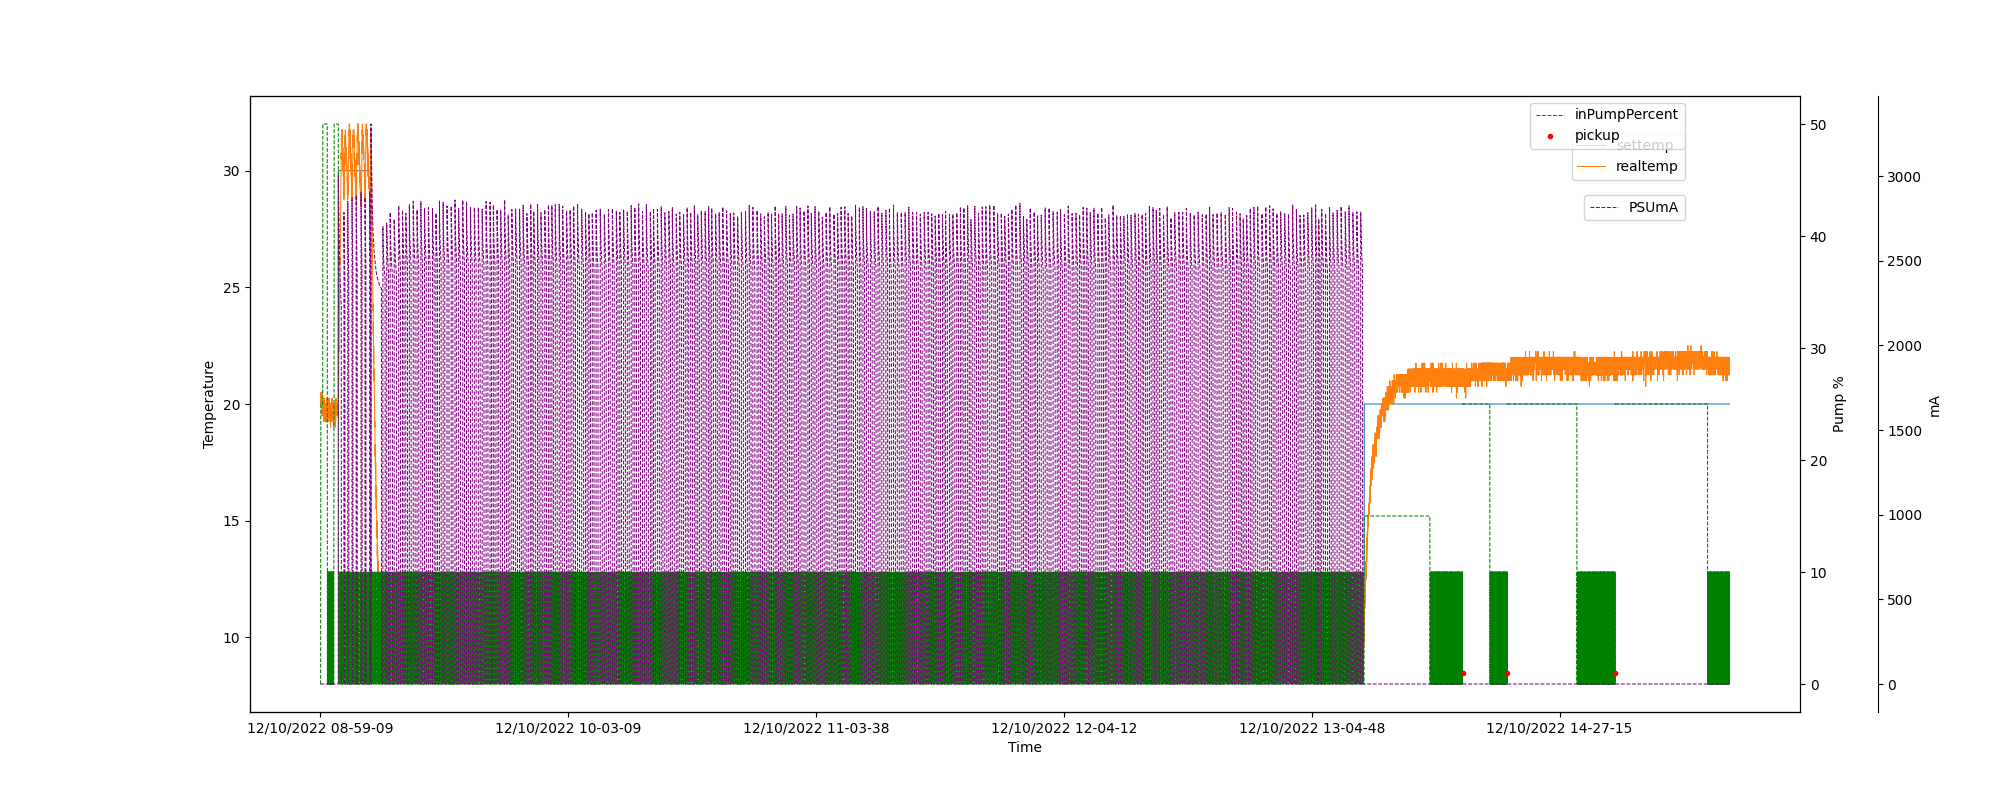 inPumpPercent
pickup
settemp
realtemp
PSUmA
30
25
20
15
10
Temperature
50
40
30
20
10
0
Pump %
3000
2500
2000
1500
1000
500
0
mA
12/10/2022 08-59-09
12/10/2022 10-03-09
12/10/2022 11-03-38
12/10/2022 12-04-12
12/10/2022 13-04-48
12/10/2022 14-27-15
Time